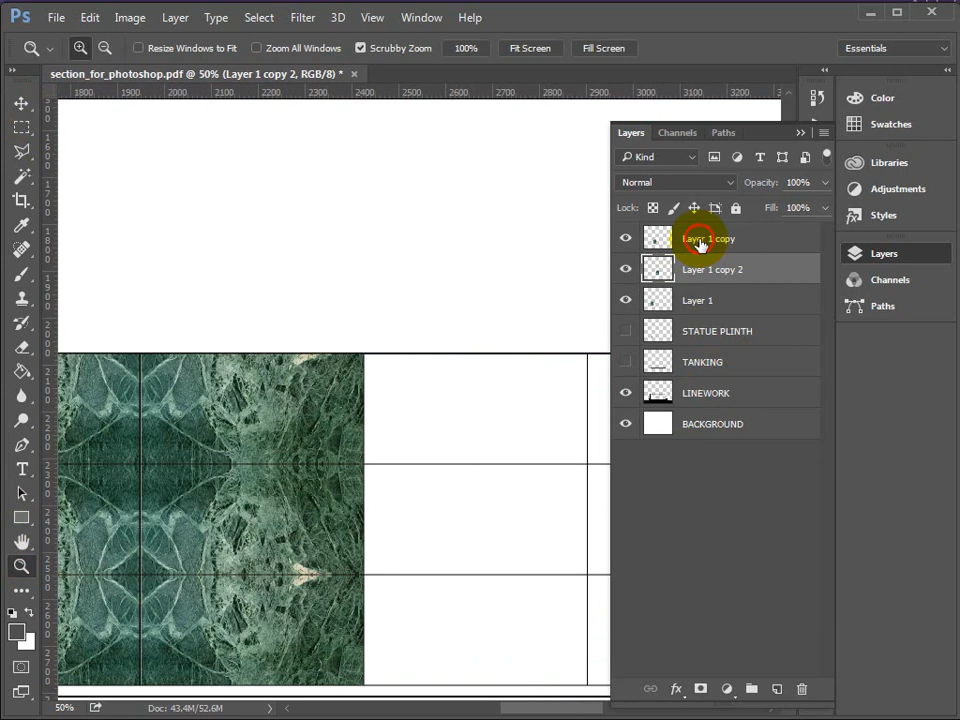 Ps File Edit Image Layer Type Select Filter 3D View Window Help
Resize Windows to Fit Zoom All Windows Scrubby Zoom 100% Fit Screen Fill Screen Essentials
section_for_photoshop.pdf @ 50% (Layer 1 copy 2, RGB/8) *
1800 1900 2000 2100 2200 2300 2400 2500 2600 2700 2800 2900 3000 3100 3200
Layers Channels Paths
Kind
Normal Opacity: 100%
Lock: Fill: 100%
Layer 1 copy
Layer 1 copy 2
Layer 1
STATUE PLINTH
TANKING
LINEWORK
BACKGROUND
fx
Color
Swatches
Libraries
Adjustments
Styles
Layers
Channels
Paths
50% Doc: 43.4M/52.6M